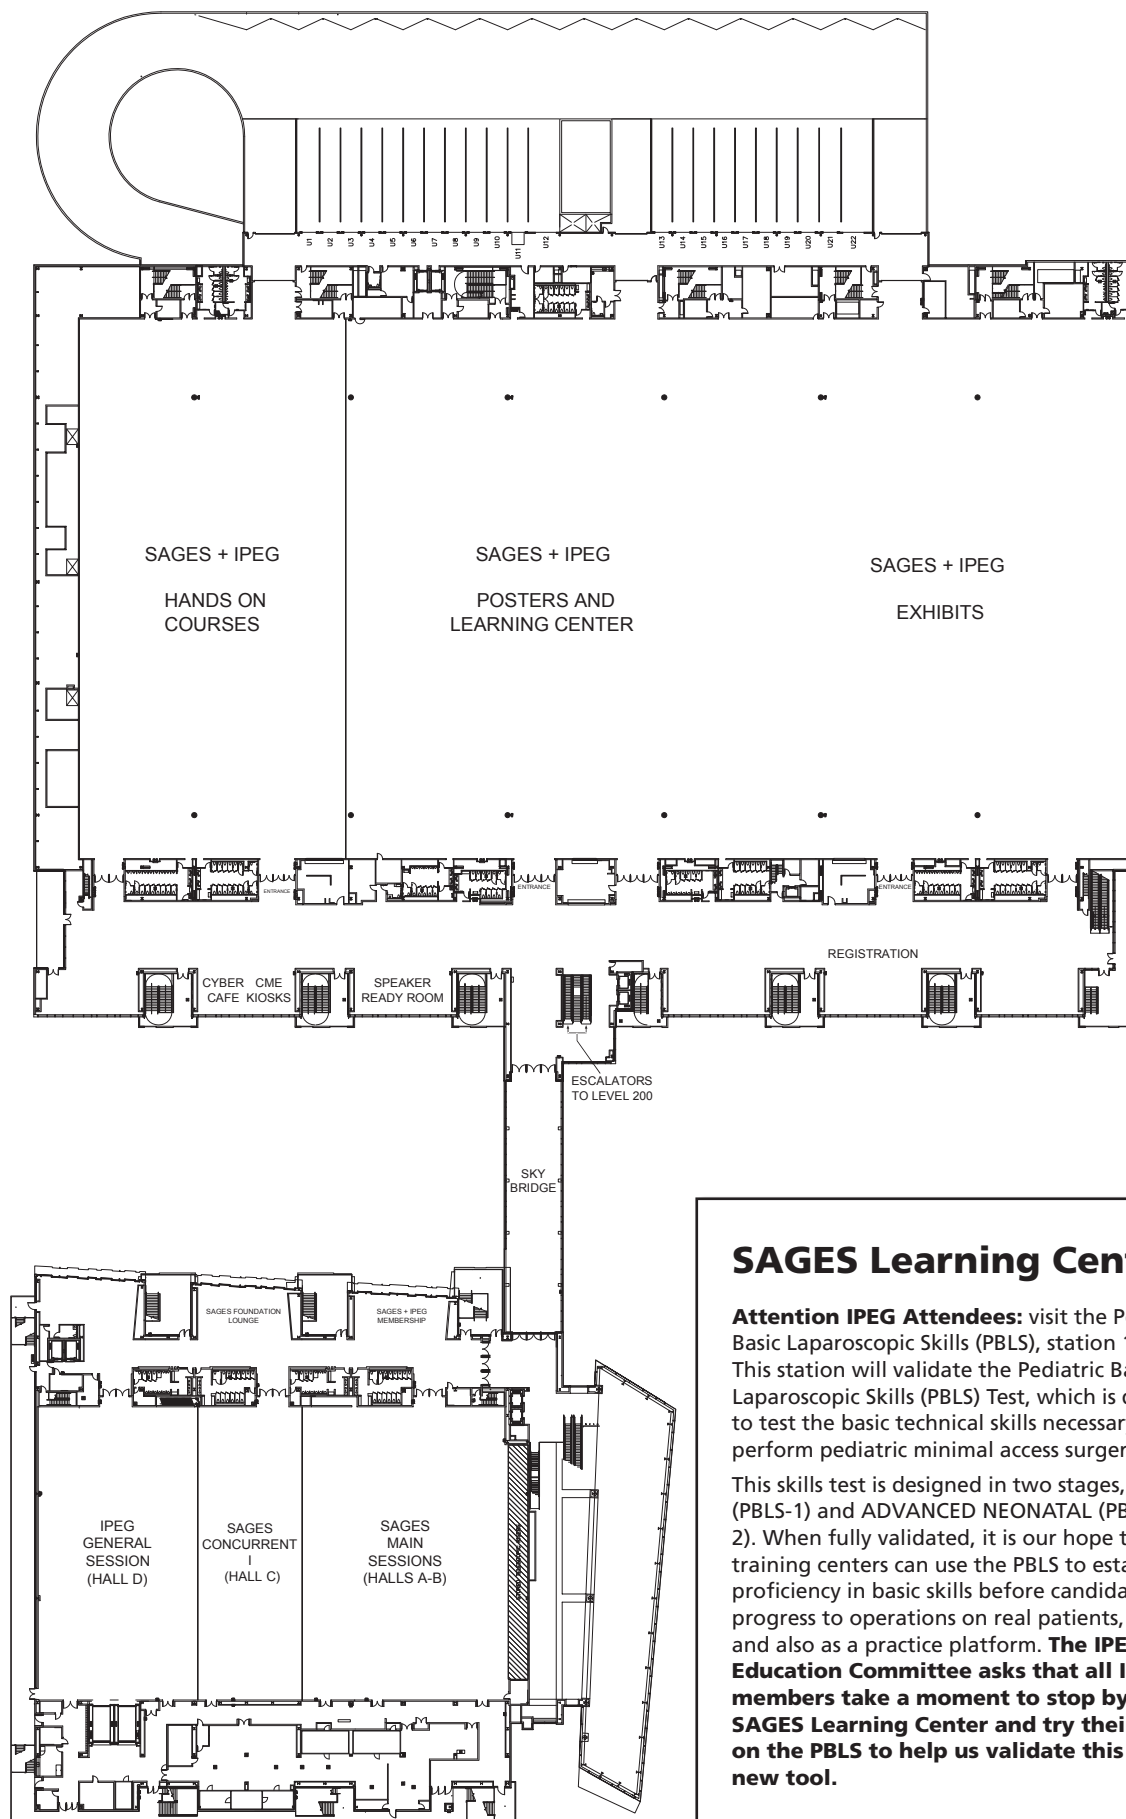 U1 U2 U3 U4 U5 U6 U7 U8 U9 U10 U11 U12 U13 U14 U15 U16 U17 U18 U19 U20 U21 U22
SAGES + IPEG
HANDS ON
COURSES
SAGES + IPEG
POSTERS AND
LEARNING CENTER
SAGES + IPEG
EXHIBITS
ENTRANCE
ENTRANCE
ENTRANCE
REGISTRATION
CYBER CME
CAFE KIOSKS
SPEAKER
READY ROOM
ESCALATORS
TO LEVEL 200
SKY
BRIDGE
SAGES FOUNDATION
LOUNGE
SAGES + IPEG
MEMBERSHIP
IPEG
GENERAL
SESSION
(HALL D)
SAGES
CONCURRENT
I
(HALL C)
SAGES
MAIN
SESSIONS
(HALLS A-B)
SAGES Learning Cen
Attention IPEG Attendees: visit the P
Basic Laparoscopic Skills (PBLS), station 1
This station will validate the Pediatric Ba
Laparoscopic Skills (PBLS) Test, which is
to test the basic technical skills necessar
perform pediatric minimal access surger
This skills test is designed in two stages,
(PBLS-1) and ADVANCED NEONATAL (PB
2). When fully validated, it is our hope t
training centers can use the PBLS to esta
proficiency in basic skills before candida
progress to operations on real patients,
and also as a practice platform. The IPE
Education Committee asks that all I
members take a moment to stop by
SAGES Learning Center and try thei
on the PBLS to help us validate this
new tool.